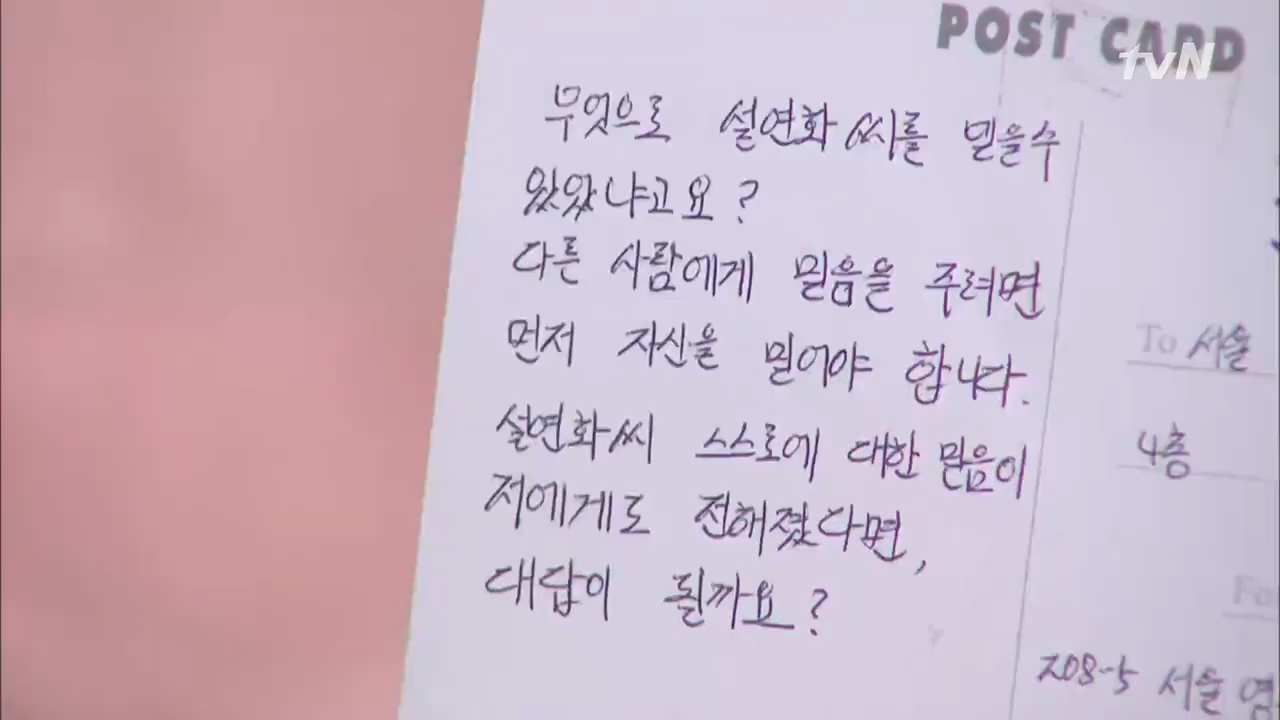 POST CARD
tvN
무엇으로 설연화 씨를 믿을수
있었냐고요?
다른 사람에게 믿음을 주려면
먼저 자신을 믿어야 합니다.
설연화씨 스스로에 대한 믿음이
저에게도 전해졌다면,
대답이 될까요?
To 서울
4층
208-5 서울 영